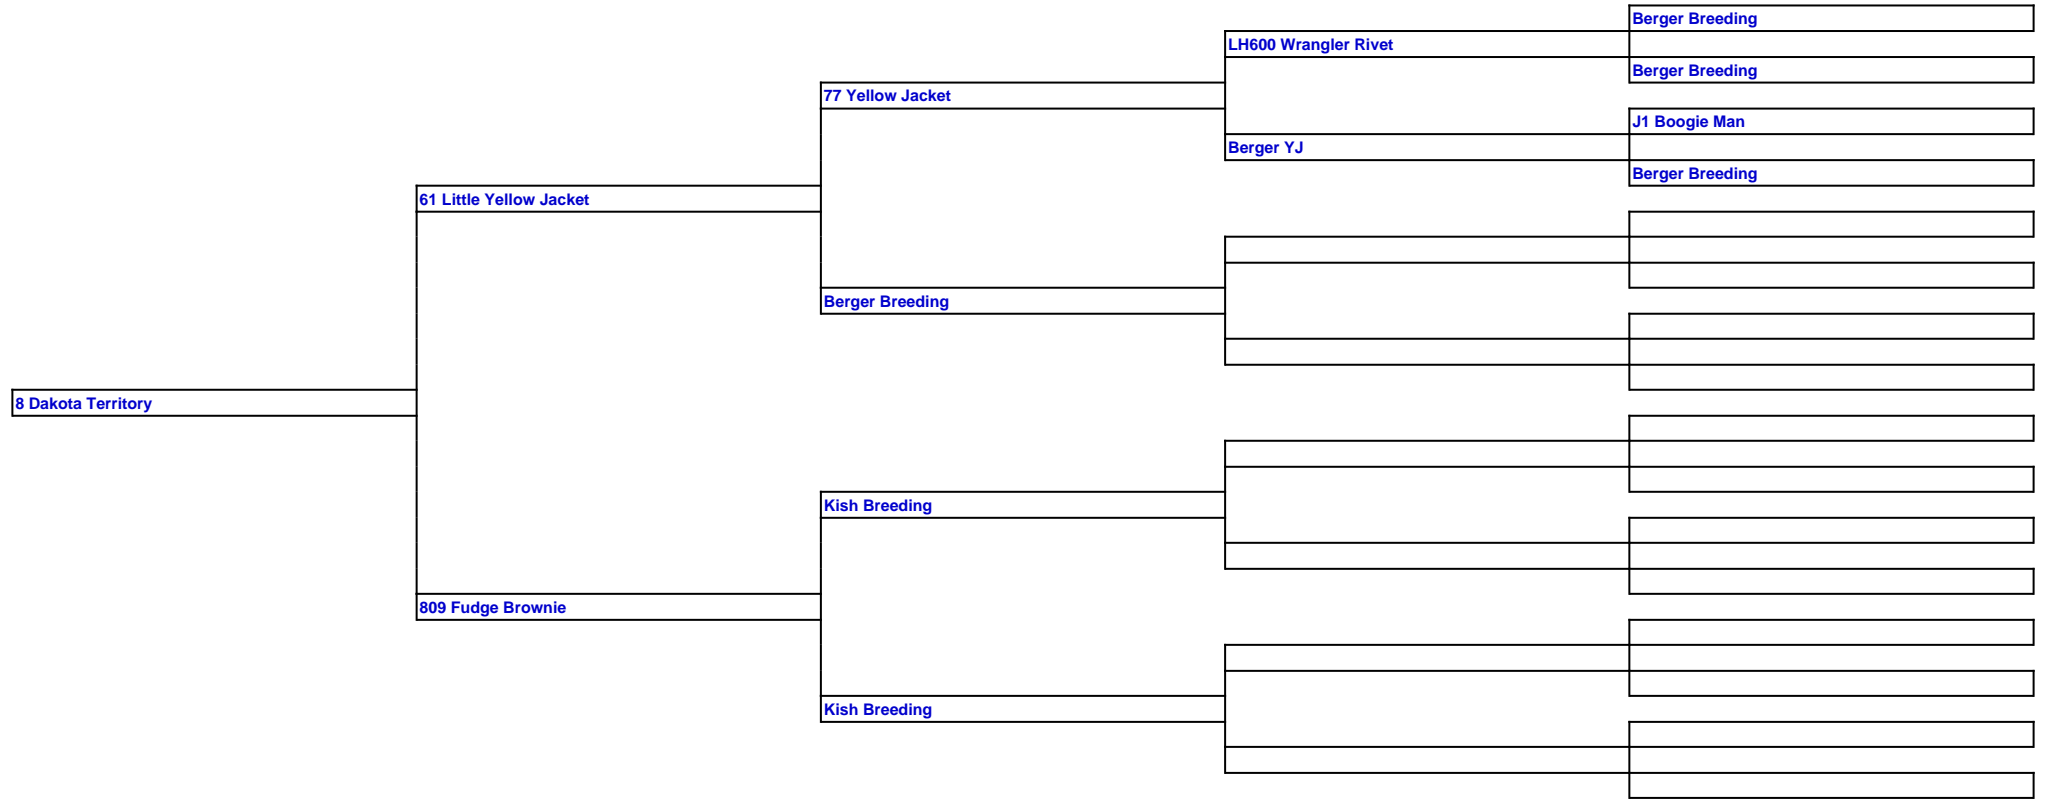 Berger Breeding
LH600 Wrangler Rivet
Berger Breeding
77 Yellow Jacket
J1 Boogie Man
Berger YJ
Berger Breeding
61 Little Yellow Jacket
Berger Breeding
8 Dakota Territory
Kish Breeding
809 Fudge Brownie
Kish Breeding